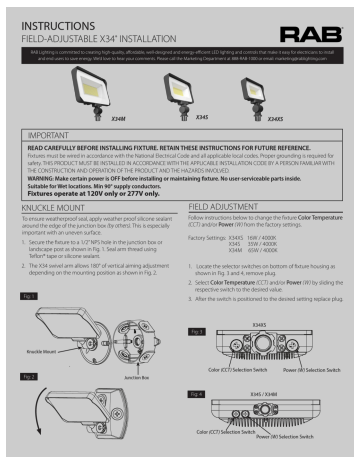 INSTRUCTIONS
FIELD-ADJUSTABLE X34™ INSTALLATION
RAB
RAB Lighting is committed to creating high-quality, affordable, well-designed and energy-efficient LED lighting and controls that make it easy for electricians to install
and end users to save energy. We'd love to hear your comments. Please call the Marketing Department at 888-RAB-1000 or email: marketing@rablighting.com
X34M
X34S
X34XS
IMPORTANT
READ CAREFULLY BEFORE INSTALLING FIXTURE. RETAIN THESE INSTRUCTIONS FOR FUTURE REFERENCE.
Fixtures must be wired in accordance with the National Electrical Code and all applicable local codes. Proper grounding is required for
safety. THIS PRODUCT MUST BE INSTALLED IN ACCORDANCE WITH THE APPLICABLE INSTALLATION CODE BY A PERSON FAMILIAR WITH
THE CONSTRUCTION AND OPERATION OF THE PRODUCT AND THE HAZARDS INVOLVED.
WARNING: Make certain power is OFF before installing or maintaining fixture. No user-serviceable parts inside.
Suitable for Wet locations. Min 90° supply conductors.
Fixtures operate at 120V only or 277V only.
KNUCKLE MOUNT
To ensure weatherproof seal, apply weather proof silicone sealant
around the edge of the junction box (by others). This is especially
important with an uneven surface.
1. Secure the fixture to a 1/2" NPS hole in the junction box or
landscape post as shown in Fig. 1. Seal arm thread using
Teflon® tape or silicone sealant.
2. The X34 swivel arm allows 180° of vertical aiming adjustment
depending on the mounting position as shown in Fig. 2.
Fig 1
Knuckle Mount
Junction Box
Fig 2
FIELD ADJUSTMENT
Follow instructions below to change the fixture Color Temperature
(CCT) and/or Power (W) from the factory settings.
Factory Settings: X34XS 16W / 4000K
X34S 35W / 4000K
X34M 65W / 4000K
1. Locate the selector switches on bottom of fixture housing as
shown in Fig. 3 and 4, remove plug.
2. Select Color Temperature (CCT) and/or Power (W) by sliding the
respective switch to the desired value.
3. After the switch is positioned to the desired setting replace plug.
X34XS
Fig 3
Color (CCT) Selection Switch
Power (W) Selection Switch
Fig 4
X34S / X34M
Color (CCT) Selection Switch
Power (W) Selection Switch